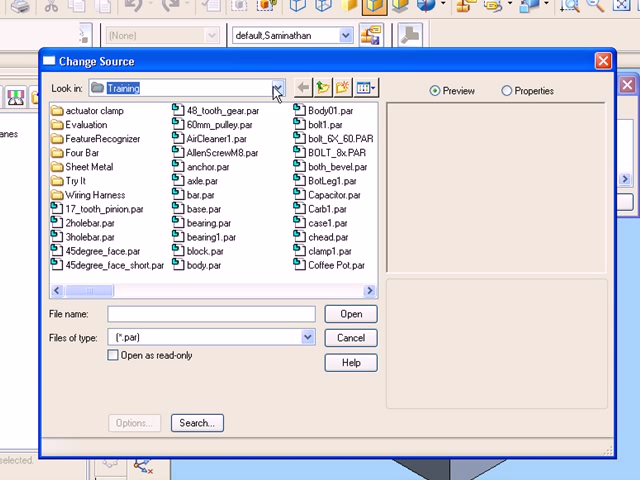 (None)
default,Saminathan
Change Source
Look in:
Training
Preview
Properties
actuator clamp
Evaluation
FeatureRecognizer
Four Bar
Sheet Metal
Try It
Wiring Harness
17_tooth_pinion.par
2holebar.par
3holebar.par
45degree_face.par
45degree_face_short.par
48_tooth_gear.par
60mm_pulley.par
AirCleaner1.par
AllenScrewM8.par
anchor.par
axle.par
bar.par
base.par
bearing.par
bearing1.par
block.par
body.par
Body01.par
bolt1.par
bolt_6X_60.PAR
BOLT_8x.PAR
both_bevel.par
BotLeg1.par
Capacitor.par
Carb1.par
case1.par
chead.par
clamp1.par
Coffee Pot.par
File name:
Open
Files of type:
(*.par)
Cancel
Open as read-only
Help
Options...
Search...
anes
selected.